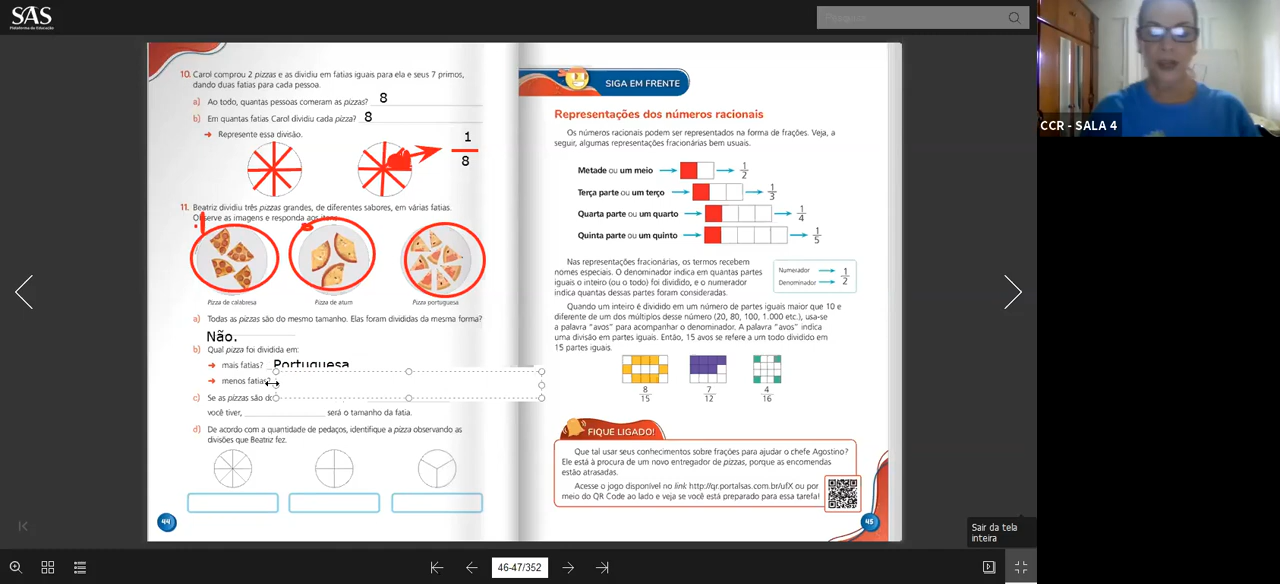 SAS
Plataforma de Educação
CCR - SALA 4
10. Carol comprou 2 pizzas e as dividiu em fatias iguais para ela e seus 7 primos,
dando duas fatias para cada pessoa.
a) Ao todo, quantas pessoas comeram as pizzas? 8
b) Em quantas fatias Carol dividiu cada pizza? 8
Represente essa divisão.
1
8
11. Beatriz dividiu três pizzas grandes, de diferentes sabores, em várias fatias.
Observe as imagens e responda aos itens.
Pizza de calabresa
Pizza de atum
Pizza portuguesa
a) Todas as pizzas são do mesmo tamanho. Elas foram divididas da mesma forma?
Não.
b) Qual pizza foi dividida em:
mais fatias? Portuguesa
menos fatias?
c) Se as pizzas são do
você tiver, ____ será o tamanho da fatia.
d) De acordo com a quantidade de pedaços, identifique a pizza observando as
divisões que Beatriz fez.
44
SIGA EM FRENTE
Representações dos números racionais
Os números racionais podem ser representados na forma de frações. Veja, a
seguir, algumas representações fracionárias bem usuais.
Metade ou um meio 1/2
Terça parte ou um terço 1/3
Quarta parte ou um quarto 1/4
Quinta parte ou um quinto 1/5
Nas representações fracionárias, os termos recebem
nomes especiais. O denominador indica em quantas partes
iguais o inteiro (ou o todo) foi dividido, e o numerador
indica quantas dessas partes foram consideradas.
Numerador 1
Denominador 2
Quando um inteiro é dividido em um número de partes iguais maior que 10 e
diferente de um dos múltiplos desse número (20, 80, 100, 1.000 etc.), usa-se
a palavra "avos" para acompanhar o denominador. A palavra "avos" indica
uma divisão em partes iguais. Então, 15 avos se refere a um todo dividido em
15 partes iguais.
8/15 7/12 4/16
FIQUE LIGADO!
Que tal usar seus conhecimentos sobre frações para ajudar o chefe Agostino?
Ele está à procura de um novo entregador de pizzas, porque as encomendas
estão atrasadas.
Acesse o jogo disponível no link http://qr.portalsas.com.br/ufX ou por
meio do QR Code ao lado e veja se você está preparado para essa tarefa!
45
Sair da tela
inteira
46-47/352